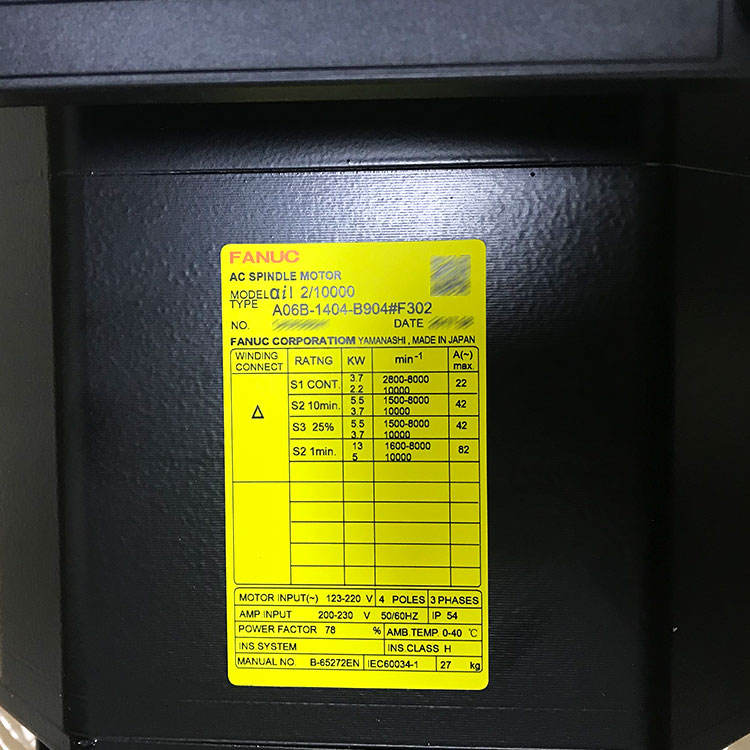 FANUC
AC SPINDLE MOTOR
MODEL αiI 2/10000
TYPE A06B-1404-B904#F302
NO. DATE
FANUC CORPORATIOM YAMANASHI, MADE IN JAPAN
WINDING CONNECT RATNG KW min⁻¹ A(~) max.
Δ S1 CONT. 3.7 2800-8000 22
2.2 10000
S2 10min. 5.5 1500-8000 42
3.7 10000
S3 25% 5.5 1500-8000 42
3.7 10000
S2 1min. 13 1600-8000 82
5 10000
MOTOR INPUT(~) 123-220 V 4 POLES 3 PHASES
AMP INPUT 200-230 V 50/60HZ IP 54
POWER FACTOR 78 % AMB.TEMP. 0-40 ℃
INS SYSTEM INS CLASS H
MANUAL NO. B-65272EN IEC60034-1 27 kg